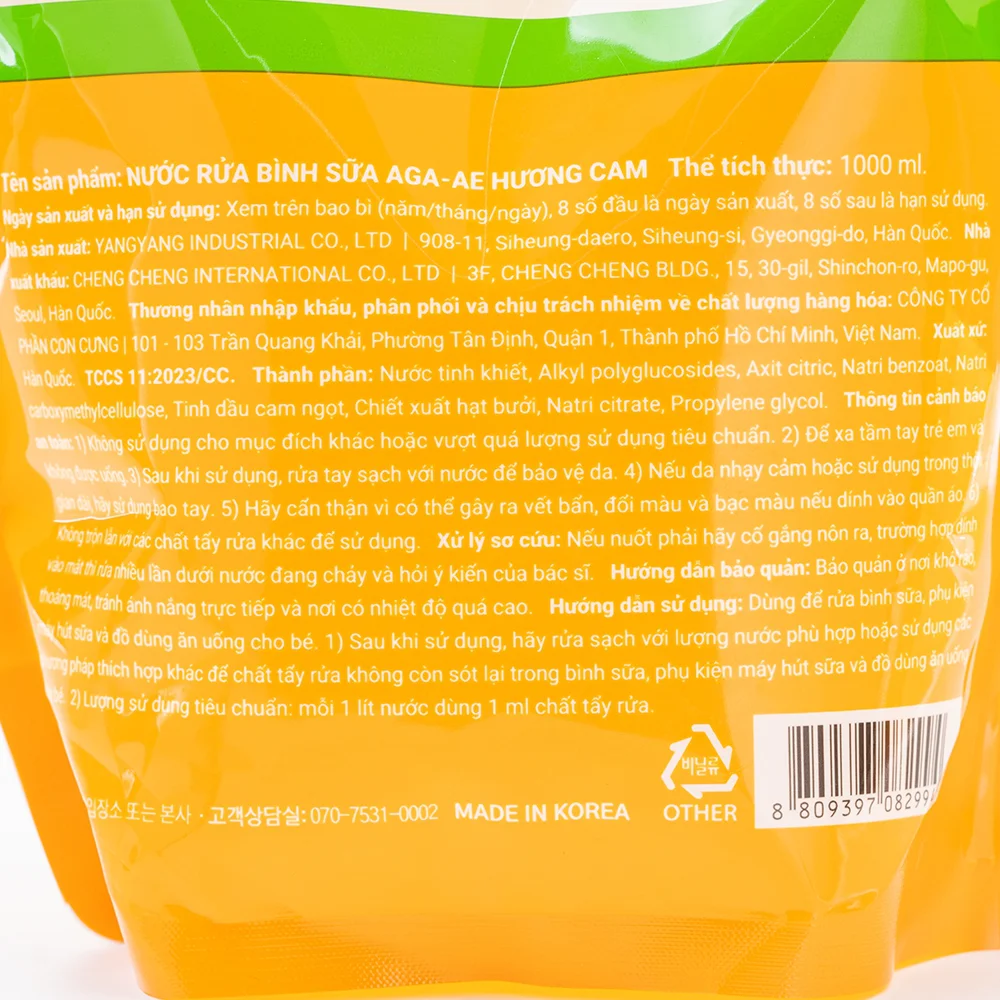 Tên sản phẩm: NƯỚC RỬA BÌNH SỮA AGA-AE HƯƠNG CAM Thể tích thực: 1000 ml.
Ngày sản xuất và hạn sử dụng: Xem trên bao bì (năm/tháng/ngày), 8 số đầu là ngày sản xuất, 8 số sau là hạn sử dụng.
Nhà sản xuất: YANGYANG INDUSTRIAL CO., LTD | 908-11, Siheung-daero, Siheung-si, Gyeonggi-do, Hàn Quốc. Nhà
xuất khẩu: CHENG CHENG INTERNATIONAL CO., LTD | 3F, CHENG CHENG BLDG., 15, 30-gil, Shinchon-ro, Mapo-gu,
Seoul, Hàn Quốc. Thương nhân nhập khẩu, phân phối và chịu trách nhiệm về chất lượng hàng hóa: CÔNG TY CỔ
PHẦN CON CƯNG | 101 - 103 Trần Quang Khải, Phường Tân Định, Quận 1, Thành phố Hồ Chí Minh, Việt Nam. Xuất xứ:
Hàn Quốc. TCCS 11:2023/CC. Thành phần: Nước tinh khiết, Alkyl polyglucosides, Axit citric, Natri benzoat, Natri
carboxymethylcellulose, Tinh dầu cam ngọt, Chiết xuất hạt bưởi, Natri citrate, Propylene glycol. Thông tin cảnh báo
an toàn: 1) Không sử dụng cho mục đích khác hoặc vượt quá lượng sử dụng tiêu chuẩn. 2) Để xa tầm tay trẻ em và
không được uống. 3) Sau khi sử dụng, rửa tay sạch với nước để bảo vệ da. 4) Nếu da nhạy cảm hoặc sử dụng trong thời
gian dài, hãy sử dụng bao tay. 5) Hãy cẩn thận vì có thể gây ra vết bẩn, đổi màu và bạc màu nếu dính vào quần áo. 6)
Không trộn lẫn với các chất tẩy rửa khác để sử dụng. Xử lý sơ cứu: Nếu nuốt phải hãy cố gắng nôn ra, trường hợp dính
vào mắt thì rửa nhiều lần dưới nước đang chảy và hỏi ý kiến của bác sĩ. Hướng dẫn bảo quản: Bảo quản ở nơi khô ráo,
thoáng mát, tránh ánh nắng trực tiếp và nơi có nhiệt độ quá cao. Hướng dẫn sử dụng: Dùng để rửa bình sữa, phụ kiện
máy hút sữa và đồ dùng ăn uống cho bé. 1) Sau khi sử dụng, hãy rửa sạch với lượng nước phù hợp hoặc sử dụng các
phương pháp thích hợp khác để chất tẩy rửa không còn sót lại trong bình sữa, phụ kiện máy hút sữa và đồ dùng ăn uống
bé. 2) Lượng sử dụng tiêu chuẩn: mỗi 1 lít nước dùng 1 ml chất tẩy rửa.
비닐류
입장소 또는 본사 · 고객상담실: 070-7531-0002 MADE IN KOREA OTHER
8 809397 08299